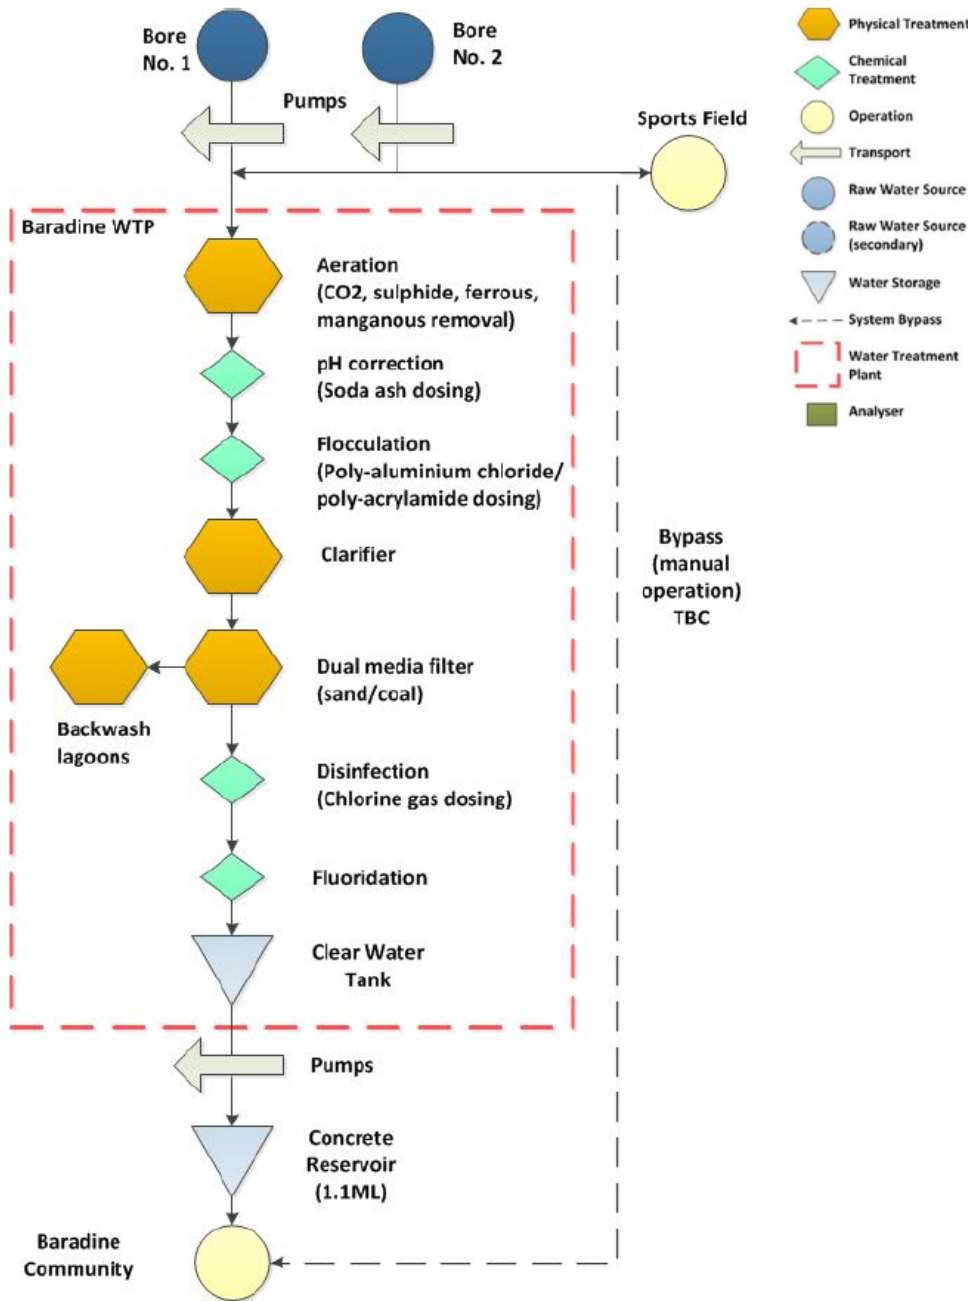 Bore
No. 1
Bore
No. 2
Pumps
Sports Field
Baradine WTP
Aeration
(CO2, sulphide, ferrous,
manganous removal)
pH correction
(Soda ash dosing)
Flocculation
(Poly-aluminium chloride/
poly-acrylamide dosing)
Clarifier
Bypass
(manual
operation)
TBC
Dual media filter
(sand/coal)
Backwash
lagoons
Disinfection
(Chlorine gas dosing)
Fluoridation
Clear Water
Tank
Pumps
Concrete
Reservoir
(1.1ML)
Baradine
Community
Physical Treatment
Chemical
Treatment
Operation
Transport
Raw Water Source
Raw Water Source
(secondary)
Water Storage
System Bypass
Water Treatment
Plant
Analyser